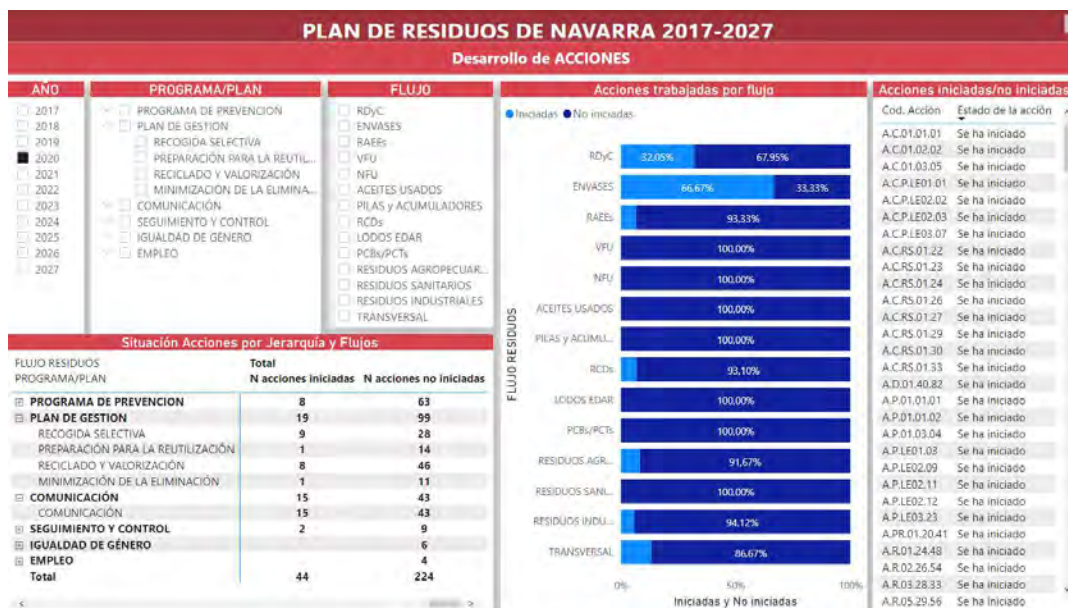 PLAN DE RESIDUOS DE NAVARRA 2017-2027
Desarrollo de ACCIONES
AÑO
2017
2018
2019
2020
2021
2022
2023
2024
2025
2026
2027
PROGRAMA/PLAN
PROGRAMA DE PREVENCION
PLAN DE GESTION
RECOGIDA SELECTIVA
PREPARACIÓN PARA LA REUTIL...
RECICLADO Y VALORIZACIÓN
MINIMIZACIÓN DE LA ELIMINA...
COMUNICACIÓN
SEGUIMIENTO Y CONTROL
IGUALDAD DE GÉNERO
EMPLEO
FLUJO
RDyC
ENVASES
RAEEs
VFU
NFU
ACEITES USADOS
PILAS y ACUMULADORES
RCDs
LODOS EDAR
PCBs/PCTs
RESIDUOS AGROPECUAR...
RESIDUOS SANITARIOS
RESIDUOS INDUSTRIALES
TRANSVERSAL
Situación Acciones por Jerarquía y Flujos
FLUJO RESIDUOS Total
PROGRAMA/PLAN N acciones iniciadas N acciones no iniciadas
PROGRAMA DE PREVENCION 8 63
PLAN DE GESTION 19 99
RECOGIDA SELECTIVA 9 28
PREPARACIÓN PARA LA REUTILIZACIÓN 1 14
RECICLADO Y VALORIZACIÓN 8 46
MINIMIZACIÓN DE LA ELIMINACIÓN 1 11
COMUNICACIÓN 15 43
COMUNICACIÓN 15 43
SEGUIMIENTO Y CONTROL 2 9
IGUALDAD DE GÉNERO 6
EMPLEO 4
Total 44 224
Acciones trabajadas por flujo
Iniciadas No iniciadas
FLUJO RESIDUOS
RDyC 32,05% 67,95%
ENVASES 66,67% 33,33%
RAEEs 93,33%
VFU 100,00%
NFU 100,00%
ACEITES USADOS 100,00%
PILAS y ACUMU... 100,00%
RCDs 93,10%
LODOS EDAR 100,00%
PCBs/PCTs 100,00%
RESIDUOS AGR... 91,67%
RESIDUOS SANI... 100,00%
RESIDUOS INDU... 94,12%
TRANSVERSAL 86,67%
0% 50% 100%
Iniciadas y No iniciadas
Acciones iniciadas/no iniciadas
Cod. Acción Estado de la acción
A.C.01.01.01 Se ha iniciado
A.C.01.02.02 Se ha iniciado
A.C.01.03.05 Se ha iniciado
A.C.P.LE01.01 Se ha iniciado
A.C.P.LE02.02 Se ha iniciado
A.C.P.LE02.03 Se ha iniciado
A.C.P.LE03.07 Se ha iniciado
A.C.RS.01.22 Se ha iniciado
A.C.RS.01.23 Se ha iniciado
A.C.RS.01.24 Se ha iniciado
A.C.RS.01.26 Se ha iniciado
A.C.RS.01.27 Se ha iniciado
A.C.RS.01.29 Se ha iniciado
A.C.RS.01.30 Se ha iniciado
A.C.RS.01.33 Se ha iniciado
A.D.01.40.82 Se ha iniciado
A.P.01.01.01 Se ha iniciado
A.P.01.01.02 Se ha iniciado
A.P.01.03.04 Se ha iniciado
A.P.LE01.03 Se ha iniciado
A.P.LE02.09 Se ha iniciado
A.P.LE02.11 Se ha iniciado
A.P.LE02.12 Se ha iniciado
A.P.LE03.23 Se ha iniciado
A.PR.01.20.41 Se ha iniciado
A.R.01.24.48 Se ha iniciado
A.R.02.26.54 Se ha iniciado
A.R.03.28.33 Se ha iniciado
A.R.05.29.56 Se ha iniciado